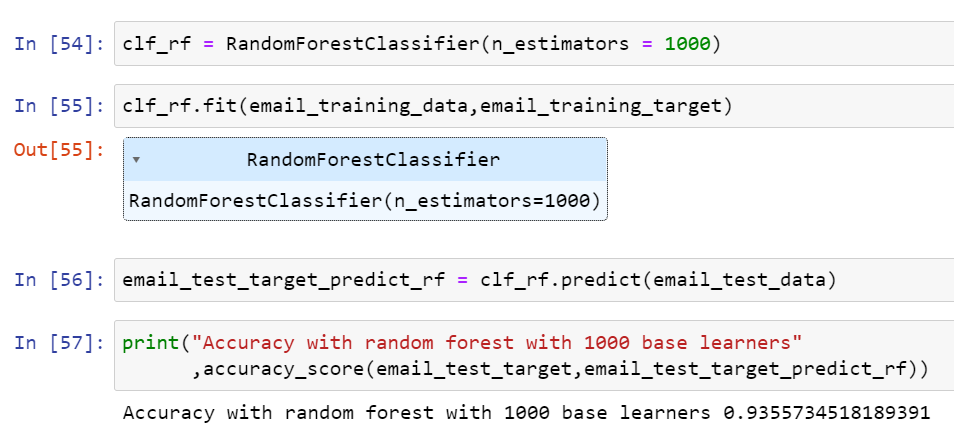 In [54]: clf_rf = RandomForestClassifier(n_estimators = 1000)
In [55]: clf_rf.fit(email_training_data,email_training_target)
Out[55]: ▾ RandomForestClassifier
RandomForestClassifier(n_estimators=1000)
In [56]: email_test_target_predict_rf = clf_rf.predict(email_test_data)
In [57]: print("Accuracy with random forest with 1000 base learners"
,accuracy_score(email_test_target,email_test_target_predict_rf))
Accuracy with random forest with 1000 base learners 0.9355734518189391